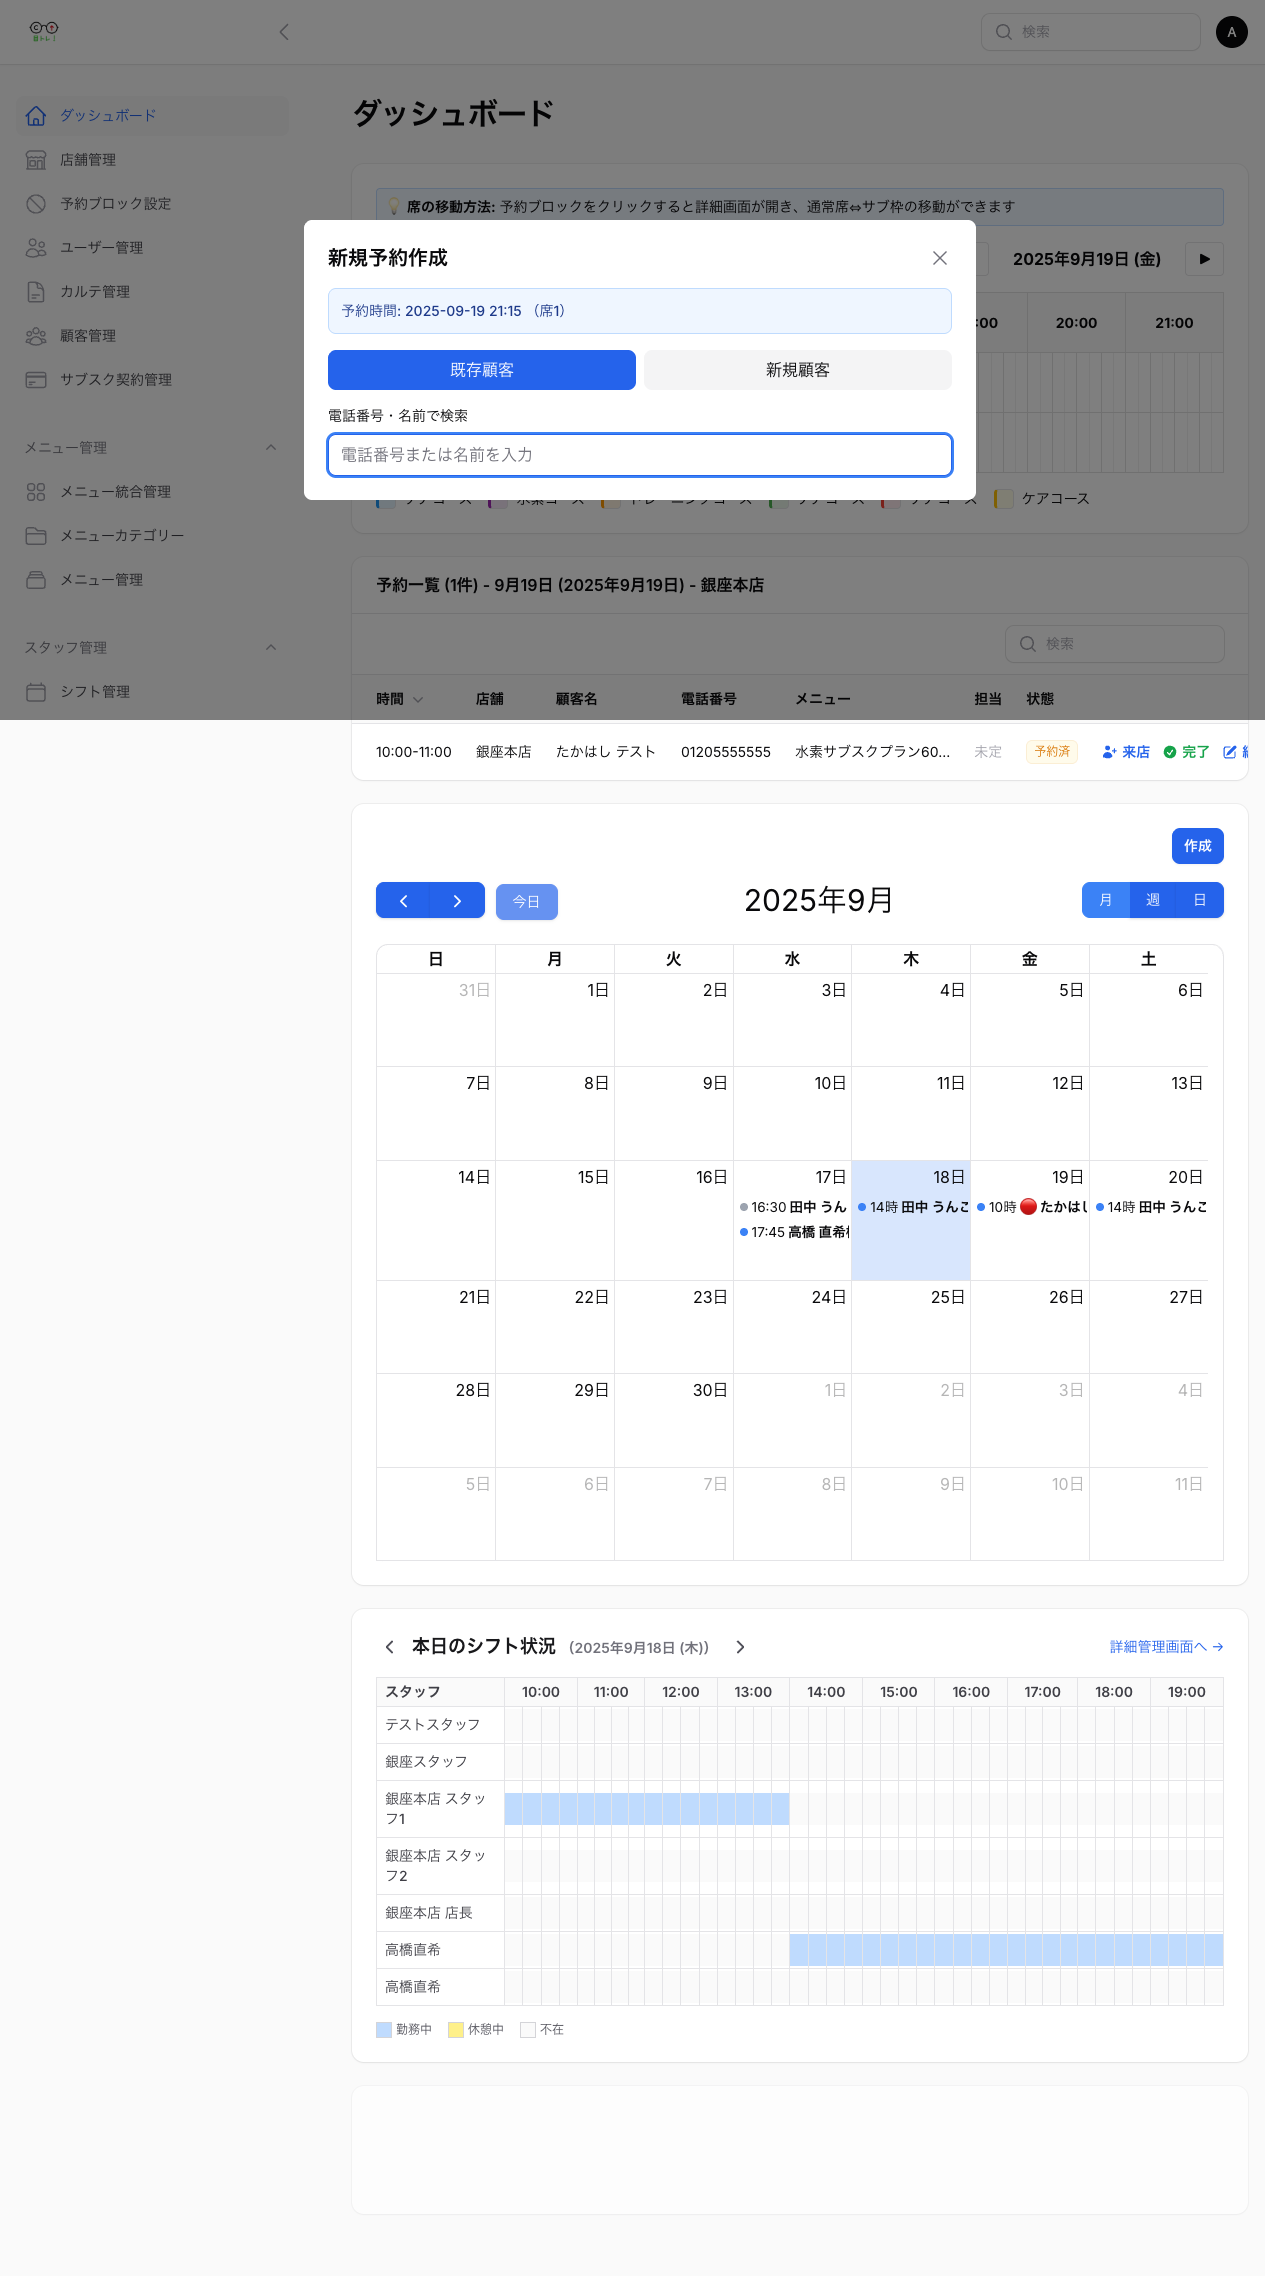 検索
A
ダッシュボード
店舗管理
予約ブロック設定
ユーザー管理
カルテ管理
顧客管理
サブスク契約管理
メニュー管理
メニュー統合管理
メニューカテゴリー
メニュー管理
スタッフ管理
シフト管理
ダッシュボード
💡 席の移動方法: 予約ブロックをクリックすると詳細画面が開き、通常席⇔サブ枠の移動ができます
2025年9月19日 (金) ▶
:00 20:00 21:00
新規予約作成
予約時間: 2025-09-19 21:15 （席1）
既存顧客 新規顧客
電話番号・名前で検索
電話番号または名前を入力
ケアコース
予約一覧 (1件) - 9月19日 (2025年9月19日) - 銀座本店
検索
時間 店舗 顧客名 電話番号 メニュー 担当 状態
10:00-11:00 銀座本店 たかはし テスト 01205555555 水素サブスクプラン60... 未定 予約済 来店 完了
作成
今日 2025年9月 月 週 日
日 月 火 水 木 金 土
31日 1日 2日 3日 4日 5日 6日
7日 8日 9日 10日 11日 12日 13日
14日 15日 16日 17日 18日 19日 20日
16:30 田中 うん 14時 田中 うんこ 10時 🔴 たかはし 14時 田中 うんこ
17:45 高橋 直希
21日 22日 23日 24日 25日 26日 27日
28日 29日 30日 1日 2日 3日 4日
5日 6日 7日 8日 9日 10日 11日
本日のシフト状況 （2025年9月18日 (木)） 詳細管理画面へ →
スタッフ 10:00 11:00 12:00 13:00 14:00 15:00 16:00 17:00 18:00 19:00
テストスタッフ
銀座スタッフ
銀座本店 スタッ
フ1
銀座本店 スタッ
フ2
銀座本店 店長
高橋直希
高橋直希
勤務中 休憩中 不在